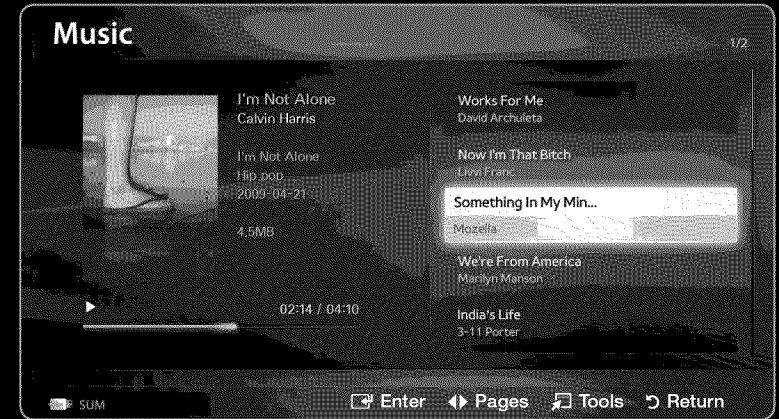 Music
1/2
I'm Not Alone
Calvin Harris
I'm Not Alone
Hip pop
2009-04-21
4.5MB
02:14 / 04:10
Works For Me
David Archuleta
Now I'm That Bitch
Livvi Franc
Something In My Min...
Mozella
We're From America
Marilyn Manson
India's Life
3-11 Porter
SUM
Enter
Pages
Tools
Return